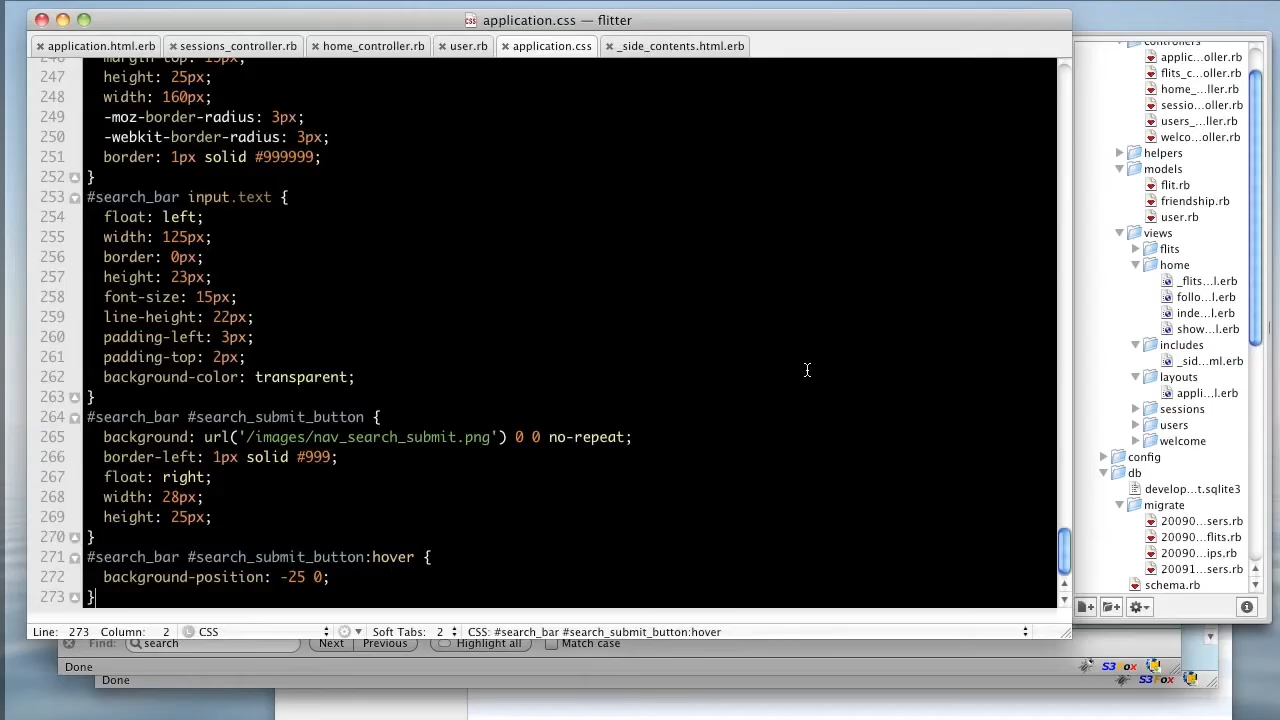 application.css — flitter
application.html.erb
sessions_controller.rb
home_controller.rb
user.rb
application.css
_side_contents.html.erb
246 margin-top: 15px;
247 height: 25px;
248 width: 160px;
249 -moz-border-radius: 3px;
250 -webkit-border-radius: 3px;
251 border: 1px solid #999999;
252 }
253 #search_bar input.text {
254 float: left;
255 width: 125px;
256 border: 0px;
257 height: 23px;
258 font-size: 15px;
259 line-height: 22px;
260 padding-left: 3px;
261 padding-top: 2px;
262 background-color: transparent;
263 }
264 #search_bar #search_submit_button {
265 background: url('/images/nav_search_submit.png') 0 0 no-repeat;
266 border-left: 1px solid #999;
267 float: right;
268 width: 28px;
269 height: 25px;
270 }
271 #search_bar #search_submit_button:hover {
272 background-position: -25 0;
273 }
Line: 273 Column: 2 CSS Soft Tabs: 2 CSS: #search_bar #search_submit_button:hover
Find: search Next Previous Highlight all Match case
Done S3Fox
Done S3Fox
controllers
applic...oller.rb
flits_c...oller.rb
home_...ller.rb
sessio...oller.rb
users_...ller.rb
welco...oller.rb
helpers
models
flit.rb
friendship.rb
user.rb
views
flits
home
_flits...l.erb
follo...l.erb
inde...l.erb
show...l.erb
includes
_sid...ml.erb
layouts
appli...l.erb
sessions
users
welcome
config
db
develop...t.sqlite3
migrate
20090...sers.rb
20090...flits.rb
20090...ips.rb
20091...sers.rb
schema.rb